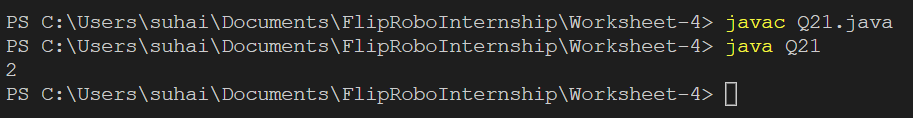 PS C:\Users\suhai\Documents\FlipRoboInternship\Worksheet-4> javac Q21.java
PS C:\Users\suhai\Documents\FlipRoboInternship\Worksheet-4> java Q21
2
PS C:\Users\suhai\Documents\FlipRoboInternship\Worksheet-4>